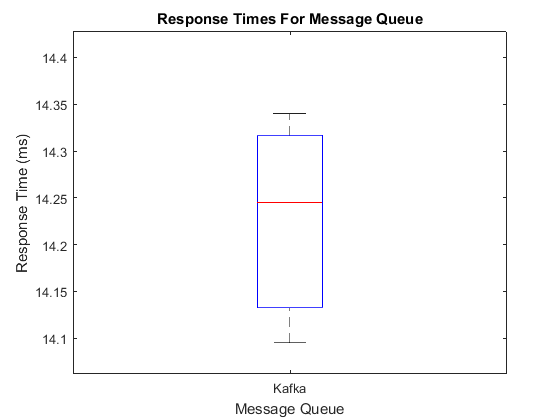 Response Times For Message Queue
14.4
14.35
14.3
14.25
14.2
14.15
14.1
Response Time (ms)
Kafka
Message Queue